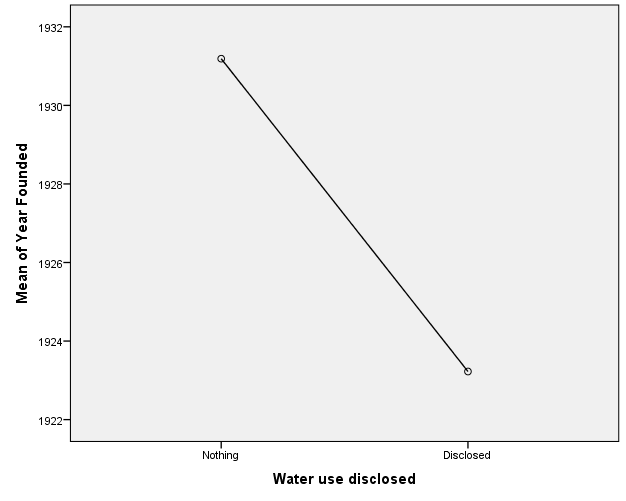 Mean of Year Founded
1932
1930
1928
1926
1924
1922
Nothing
Disclosed
Water use disclosed